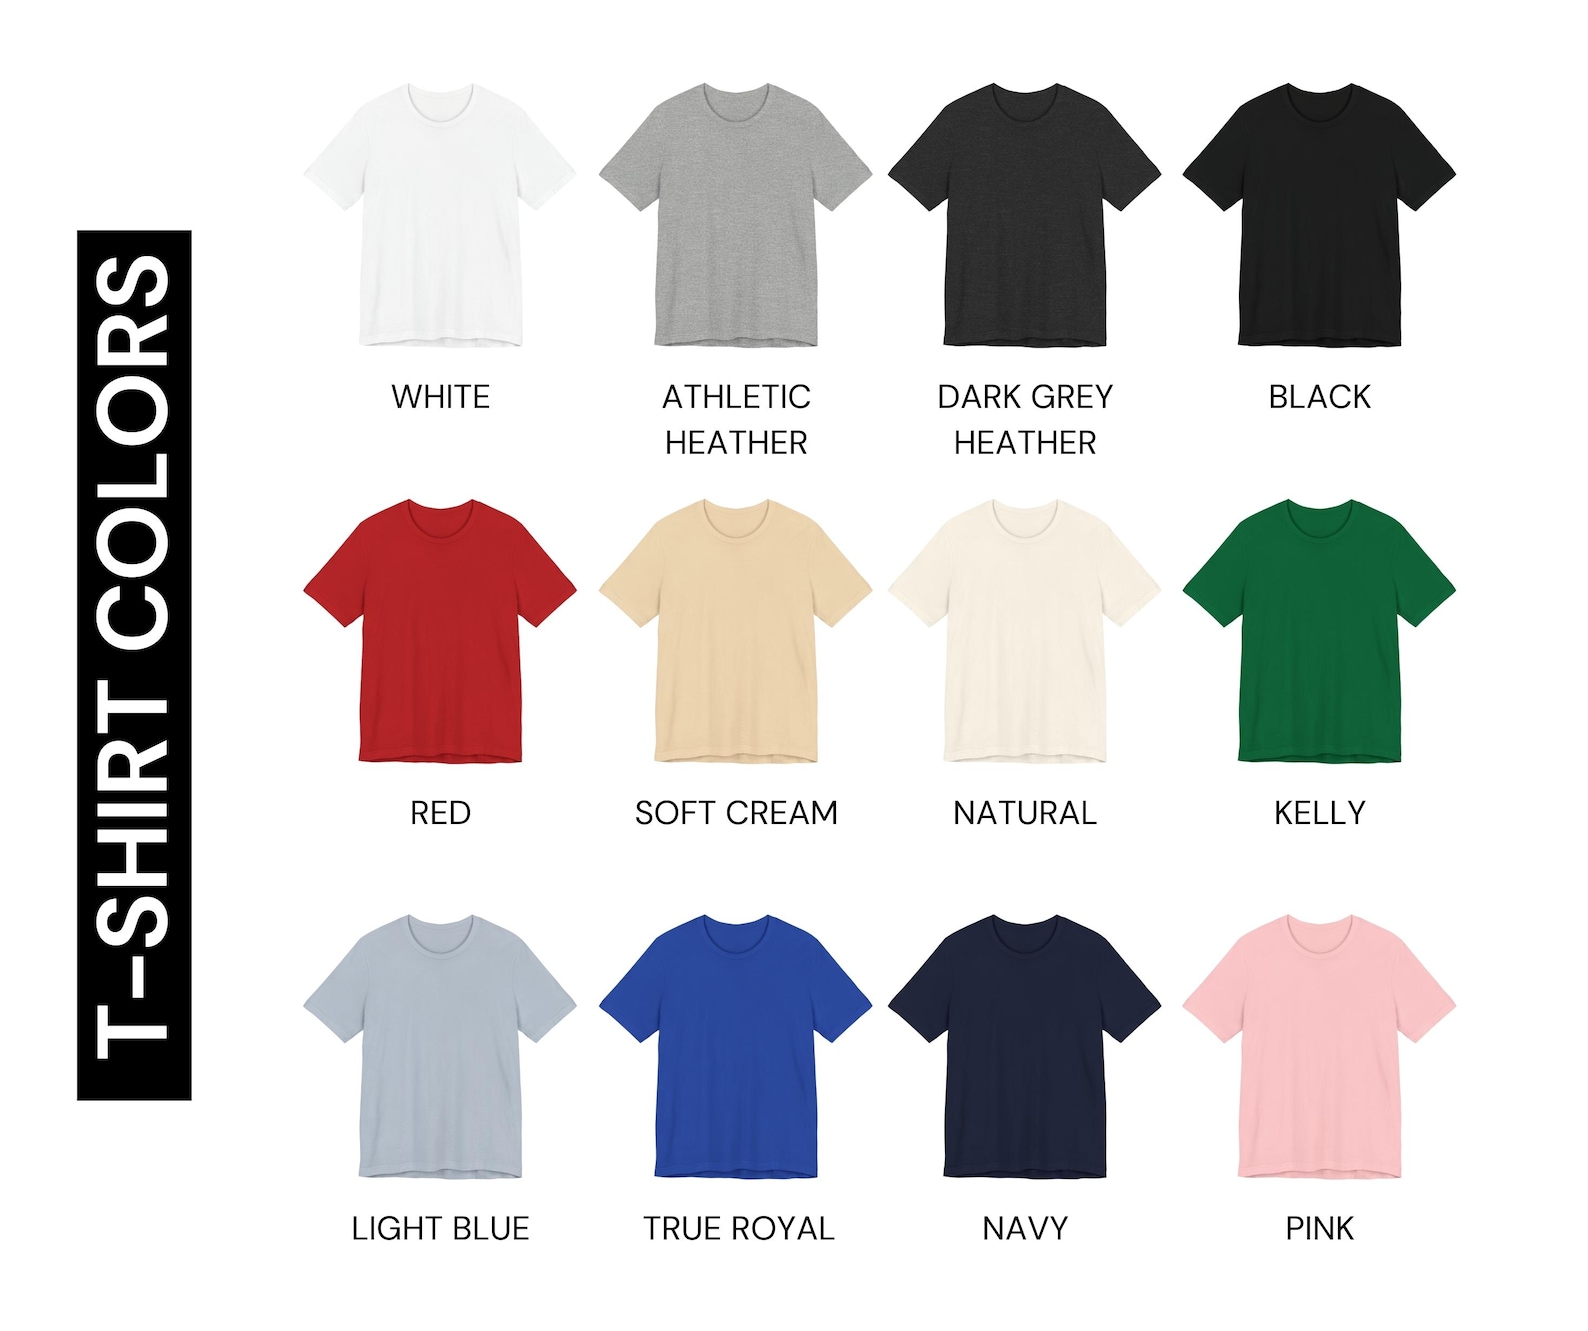 T-SHIRT COLORS
WHITE
ATHLETIC
HEATHER
DARK GREY
HEATHER
BLACK
RED
SOFT CREAM
NATURAL
KELLY
LIGHT BLUE
TRUE ROYAL
NAVY
PINK